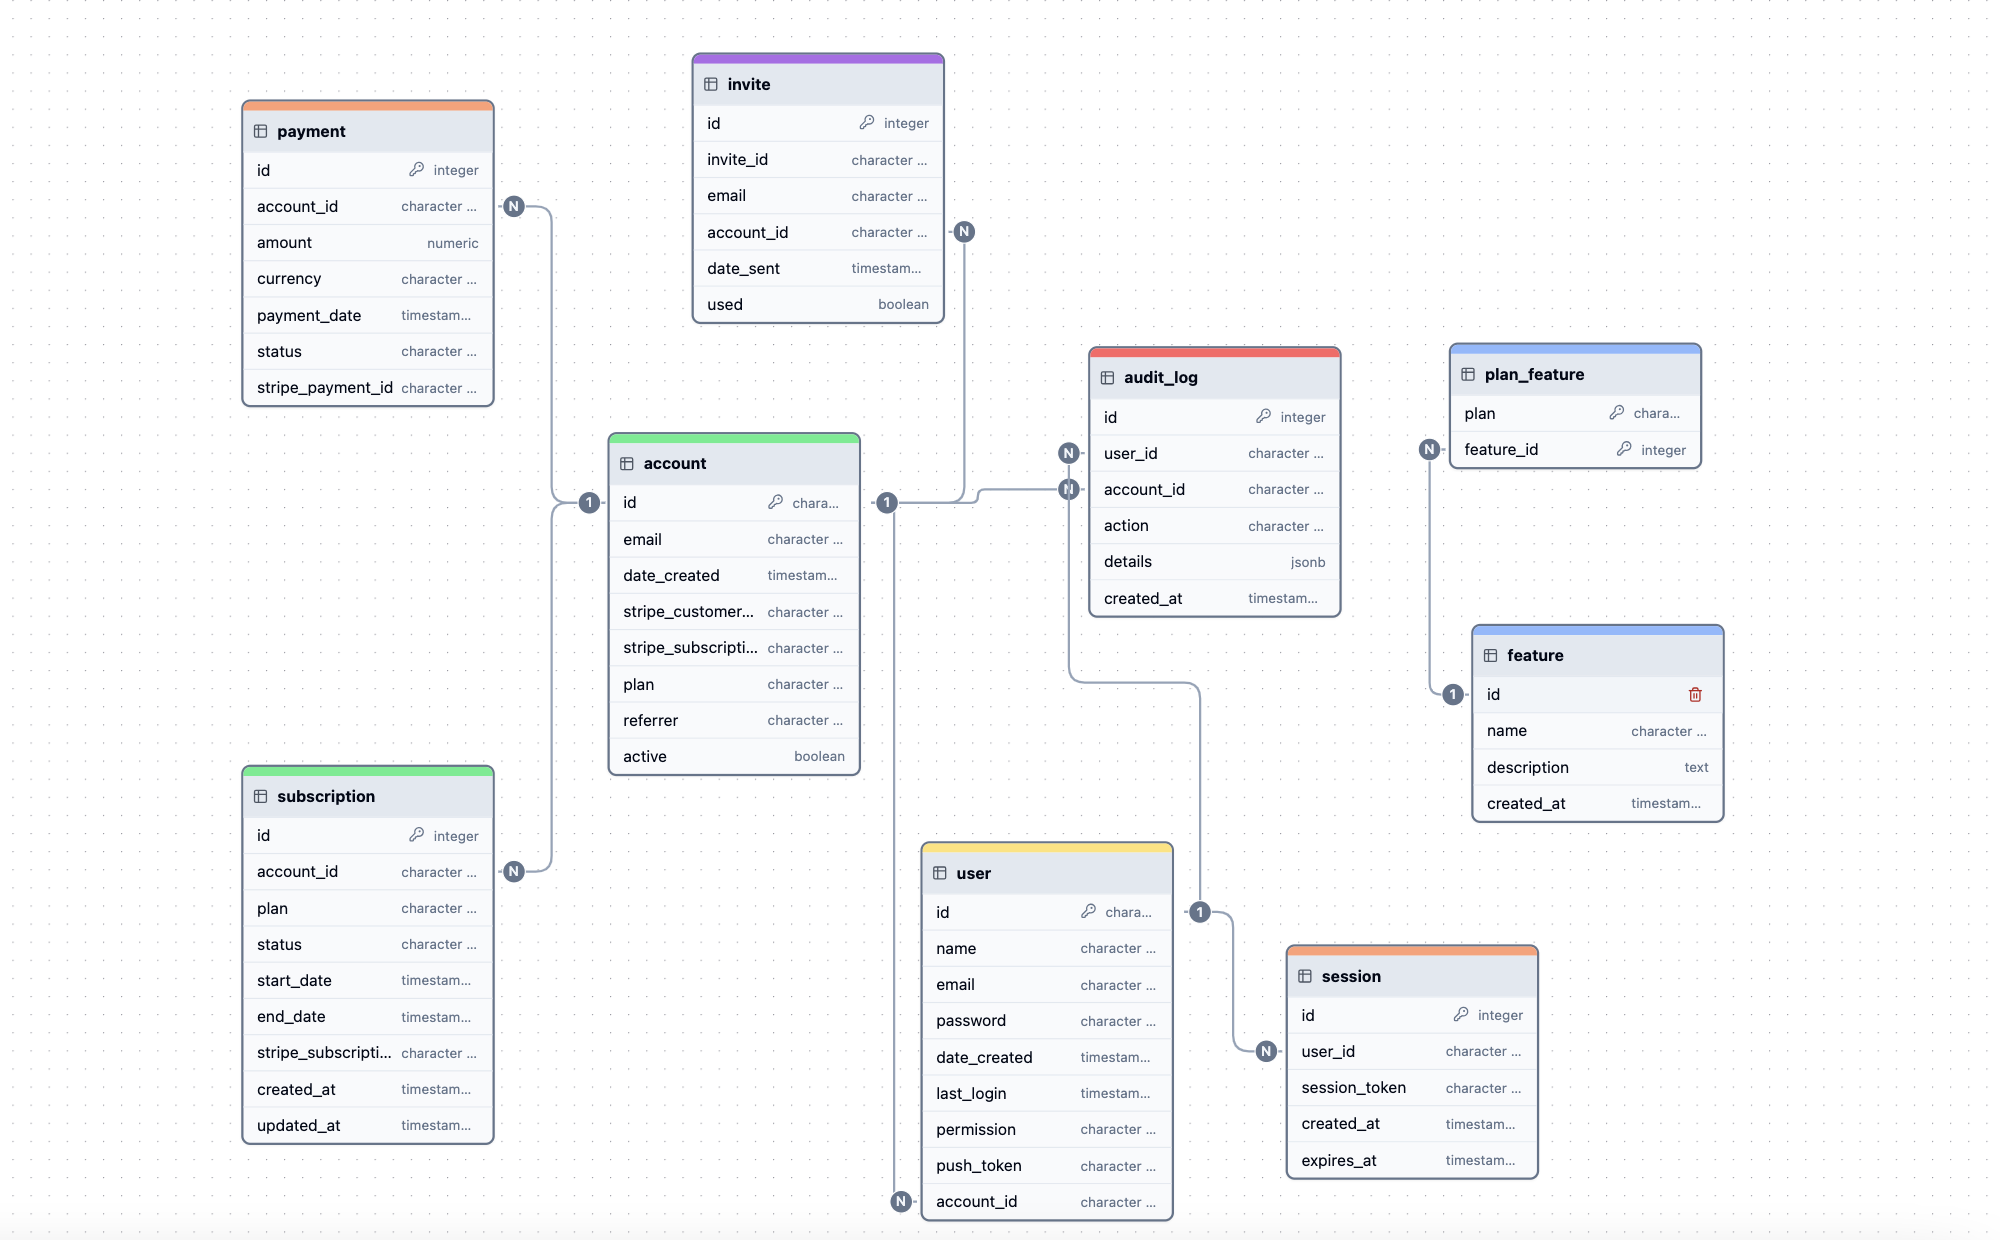 invite
id integer
invite_id character ...
email character ...
account_id character ...
date_sent timestam...
used boolean
payment
id integer
account_id character ...
amount numeric
currency character ...
payment_date timestam...
status character ...
stripe_payment_id character ...
N
N
audit_log
id integer
user_id character ...
account_id character ...
action character ...
details jsonb
created_at timestam...
N
N
plan_feature
plan chara...
feature_id integer
N
account
id chara...
email character ...
date_created timestam...
stripe_customer... character ...
stripe_subscripti... character ...
plan character ...
referrer character ...
active boolean
1
1
feature
id
name character ...
description text
created_at timestam...
1
subscription
id integer
account_id character ...
plan character ...
status character ...
start_date timestam...
end_date timestam...
stripe_subscripti... character ...
created_at timestam...
updated_at timestam...
N
user
id chara...
name character ...
email character ...
password character ...
date_created timestam...
last_login timestam...
permission character ...
push_token character ...
account_id character ...
1
N
session
id integer
user_id character ...
session_token character ...
created_at timestam...
expires_at timestam...
N